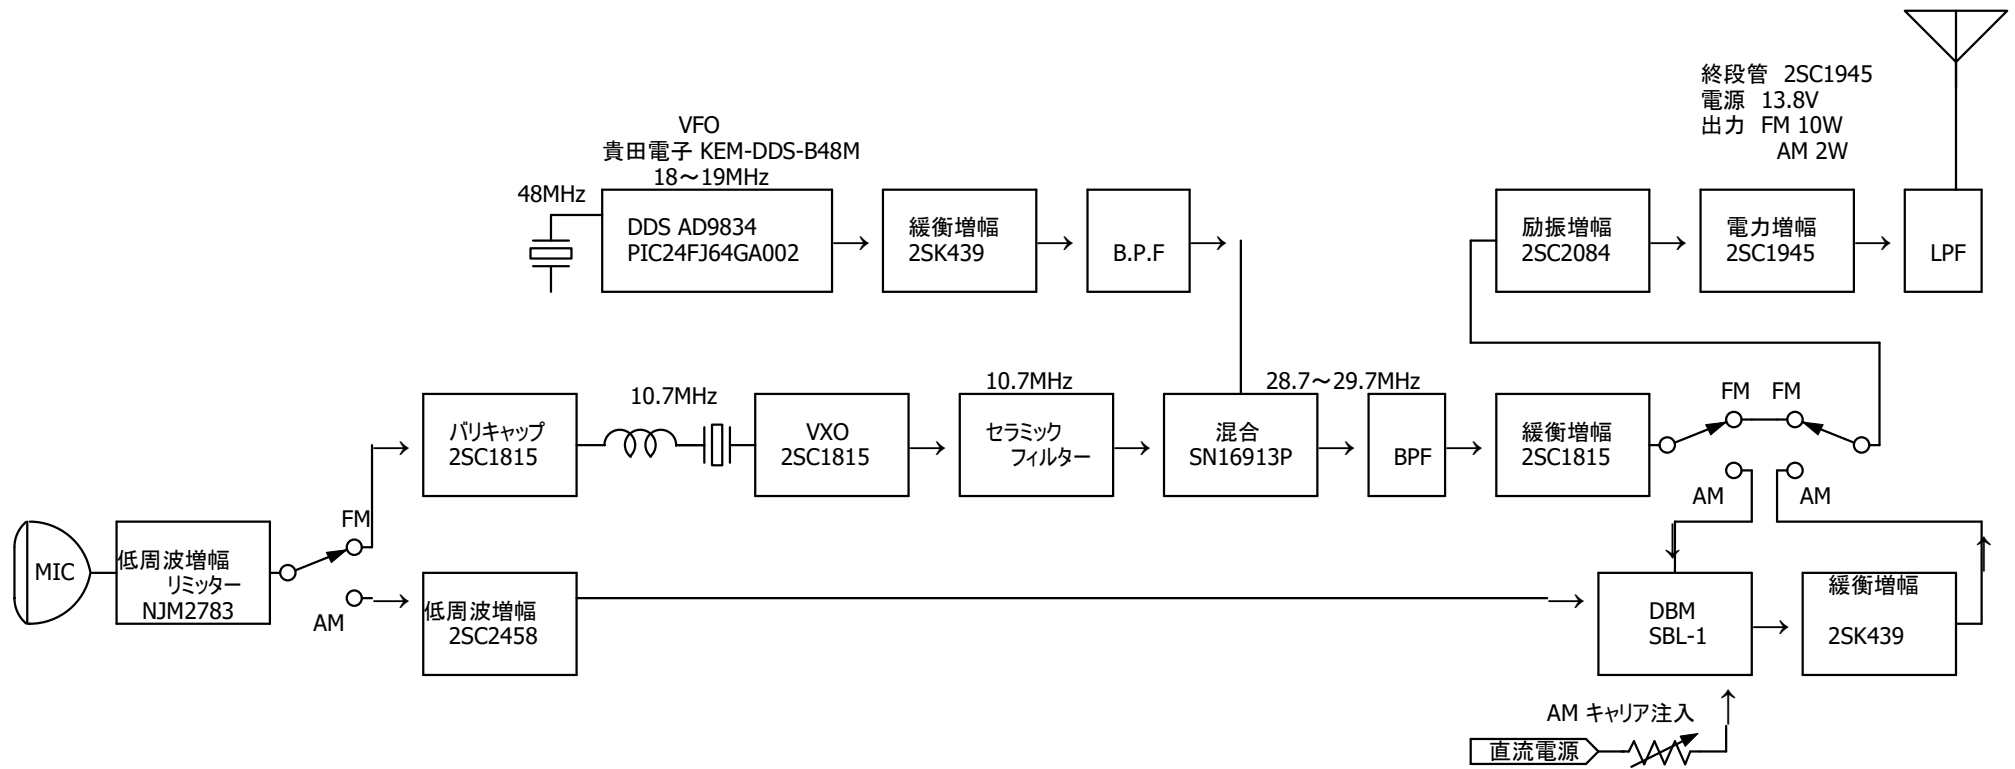 終段管 2SC1945
電源 13.8V
出力 FM 10W
AM 2W
VFO
貴田電子 KEM-DDS-B48M
18～19MHz
48MHz
DDS AD9834
PIC24FJ64GA002
緩衝増幅
2SK439
B.P.F
励振増幅
2SC2084
電力増幅
2SC1945
LPF
10.7MHz
バリキャップ
2SC1815
VXO
2SC1815
10.7MHz
セラミック
フィルター
混合
SN16913P
28.7～29.7MHz
BPF
緩衝増幅
2SC1815
FM
FM
AM
AM
MIC
低周波増幅
リミッター
NJM2783
FM
AM
低周波増幅
2SC2458
DBM
SBL-1
緩衝増幅
2SK439
AM キャリア注入
直流電源